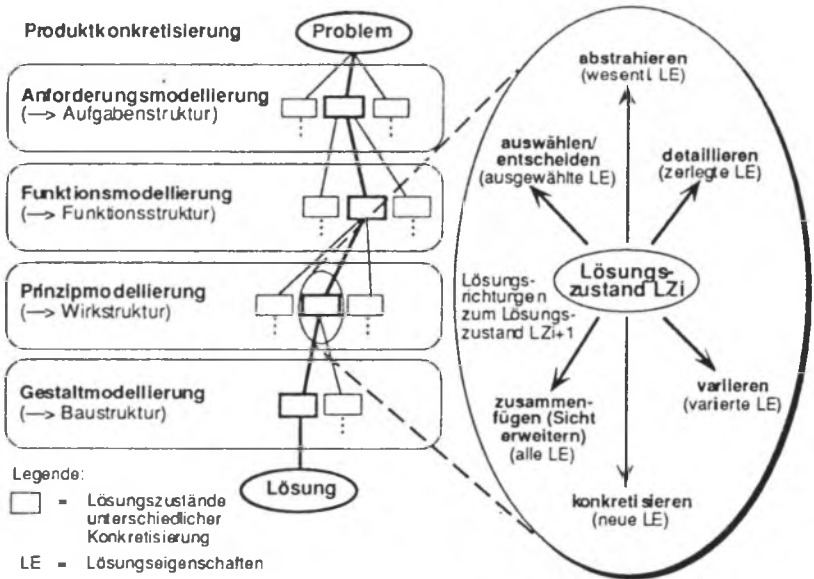 Produktkonkretisierung
Problem
Anforderungsmodellierung
(—> Aufgabenstruktur)
Funktionsmodellierung
(—> Funktionsstruktur)
Prinzipmodellierung
(—> Wirkstruktur)
Gestaltmodellierung
(—> Baustruktur)
Lösung
Legende:
= Lösungszustände
unterschiedlicher
Konkretisierung
LE = Lösungseigenschaften
abstrahieren
(wesentl. LE)
auswählen/
entscheiden
(ausgewählte LE)
detaillieren
(zerlegte LE)
Lösungs-
zustand LZi
Lösungs-
richtungen
zum Lösungs-
zustand LZi+1
zusammen-
fügen (Sicht
erweitern)
(alle LE)
variieren
(varierte LE)
konkretisieren
(neue LE)